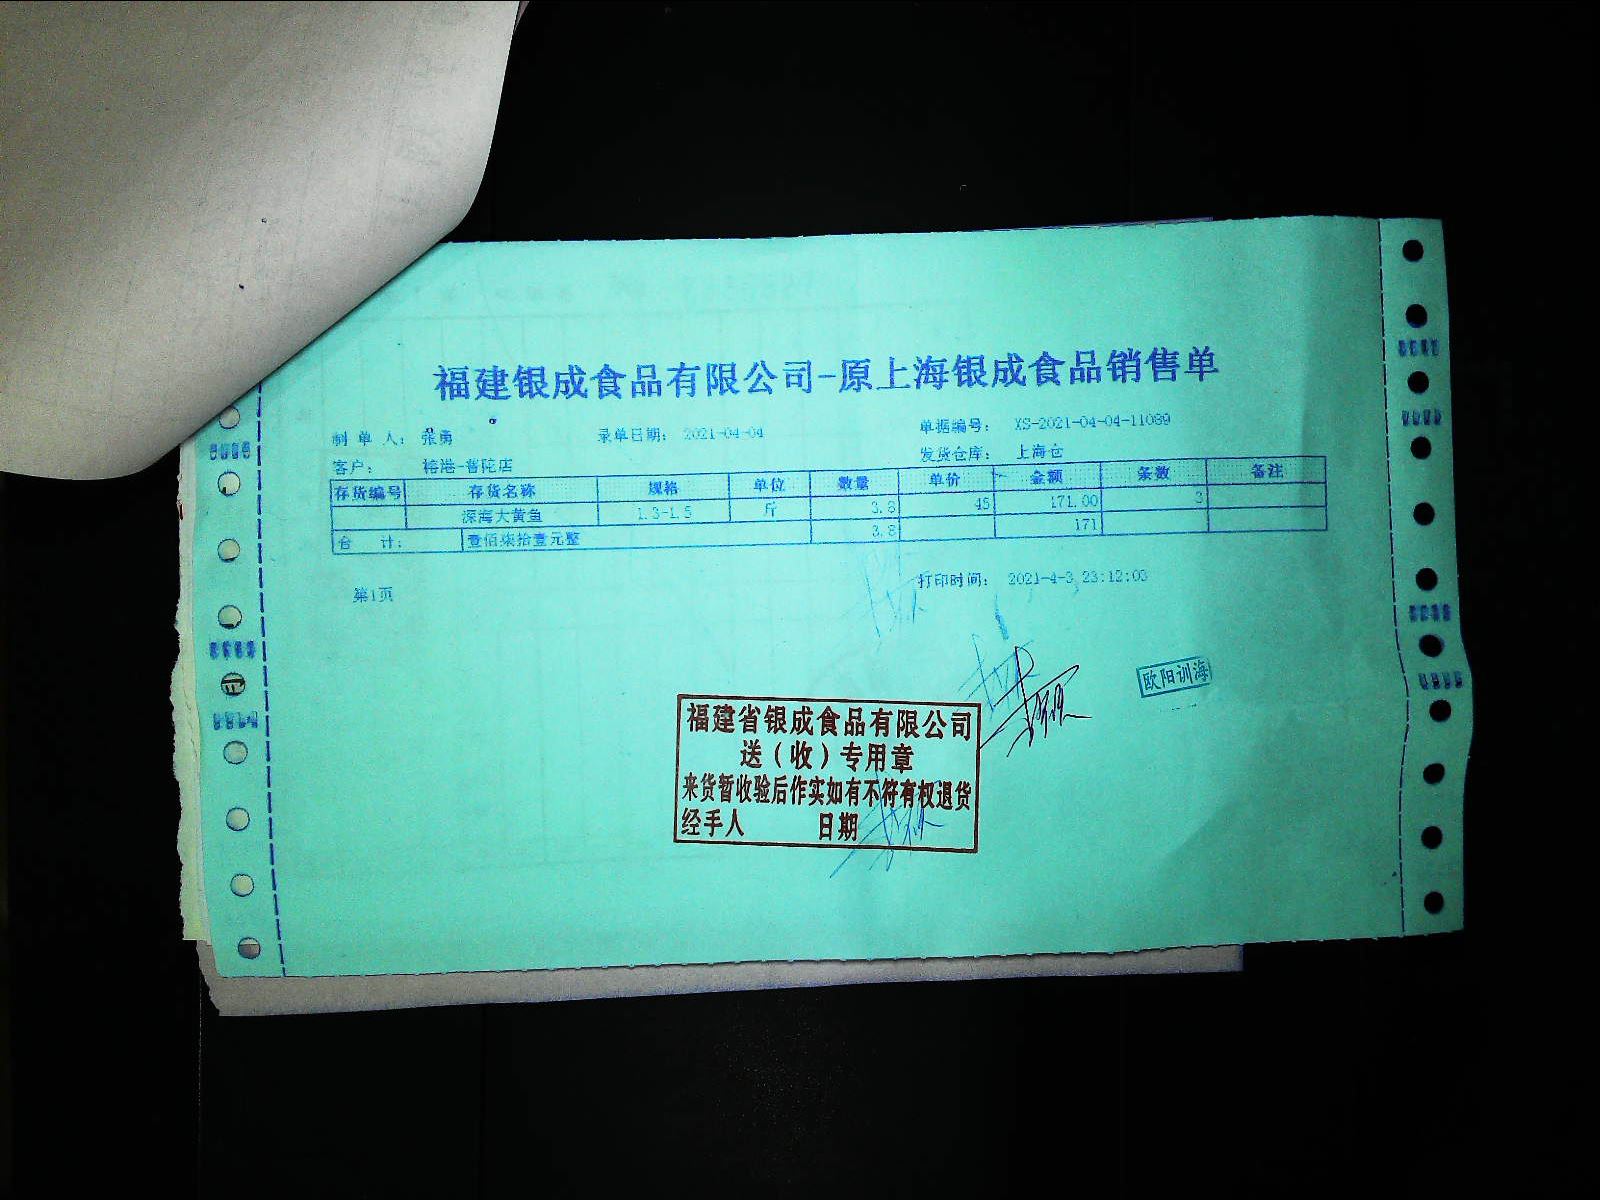 福建银成食品有限公司-原上海银成食品销售单
制 单 人： 张勇 录单日期： 2021-04-04 单据编号： XS-2021-04-04-11089
客户： 榕港-普陀店 发货仓库： 上海仓
存货编号 存货名称 规格 单位 数量 单价 金额 条数 备注
深海大黄鱼 1.3-1.5 斤 3.8 45 171.00 3
合 计： 壹佰柒拾壹元整 3.8 171
第1页 打印时间： 2021-4-3 23:12:03
欧阳训海
福建省银成食品有限公司
送（收）专用章
来货暂收验后作实如有不符有权退货
经手人 日期